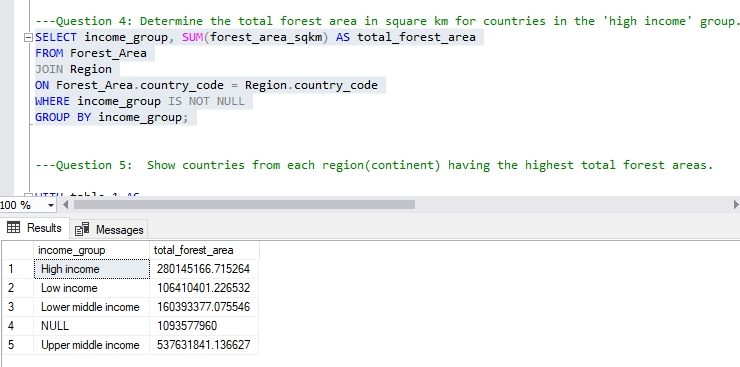 ---Question 4: Determine the total forest area in square km for countries in the 'high income' group.
SELECT income_group, SUM(forest_area_sqkm) AS total_forest_area
FROM Forest_Area
JOIN Region
ON Forest_Area.country_code = Region.country_code
WHERE income_group IS NOT NULL
GROUP BY income_group;
---Question 5:  Show countries from each region(continent) having the highest total forest areas.
WITH table_1 AS
100 %
Results Messages
income_group total_forest_area
1 High income 280145166.715264
2 Low income 106410401.226532
3 Lower middle income 160393377.075546
4 NULL 1093577960
5 Upper middle income 537631841.136627